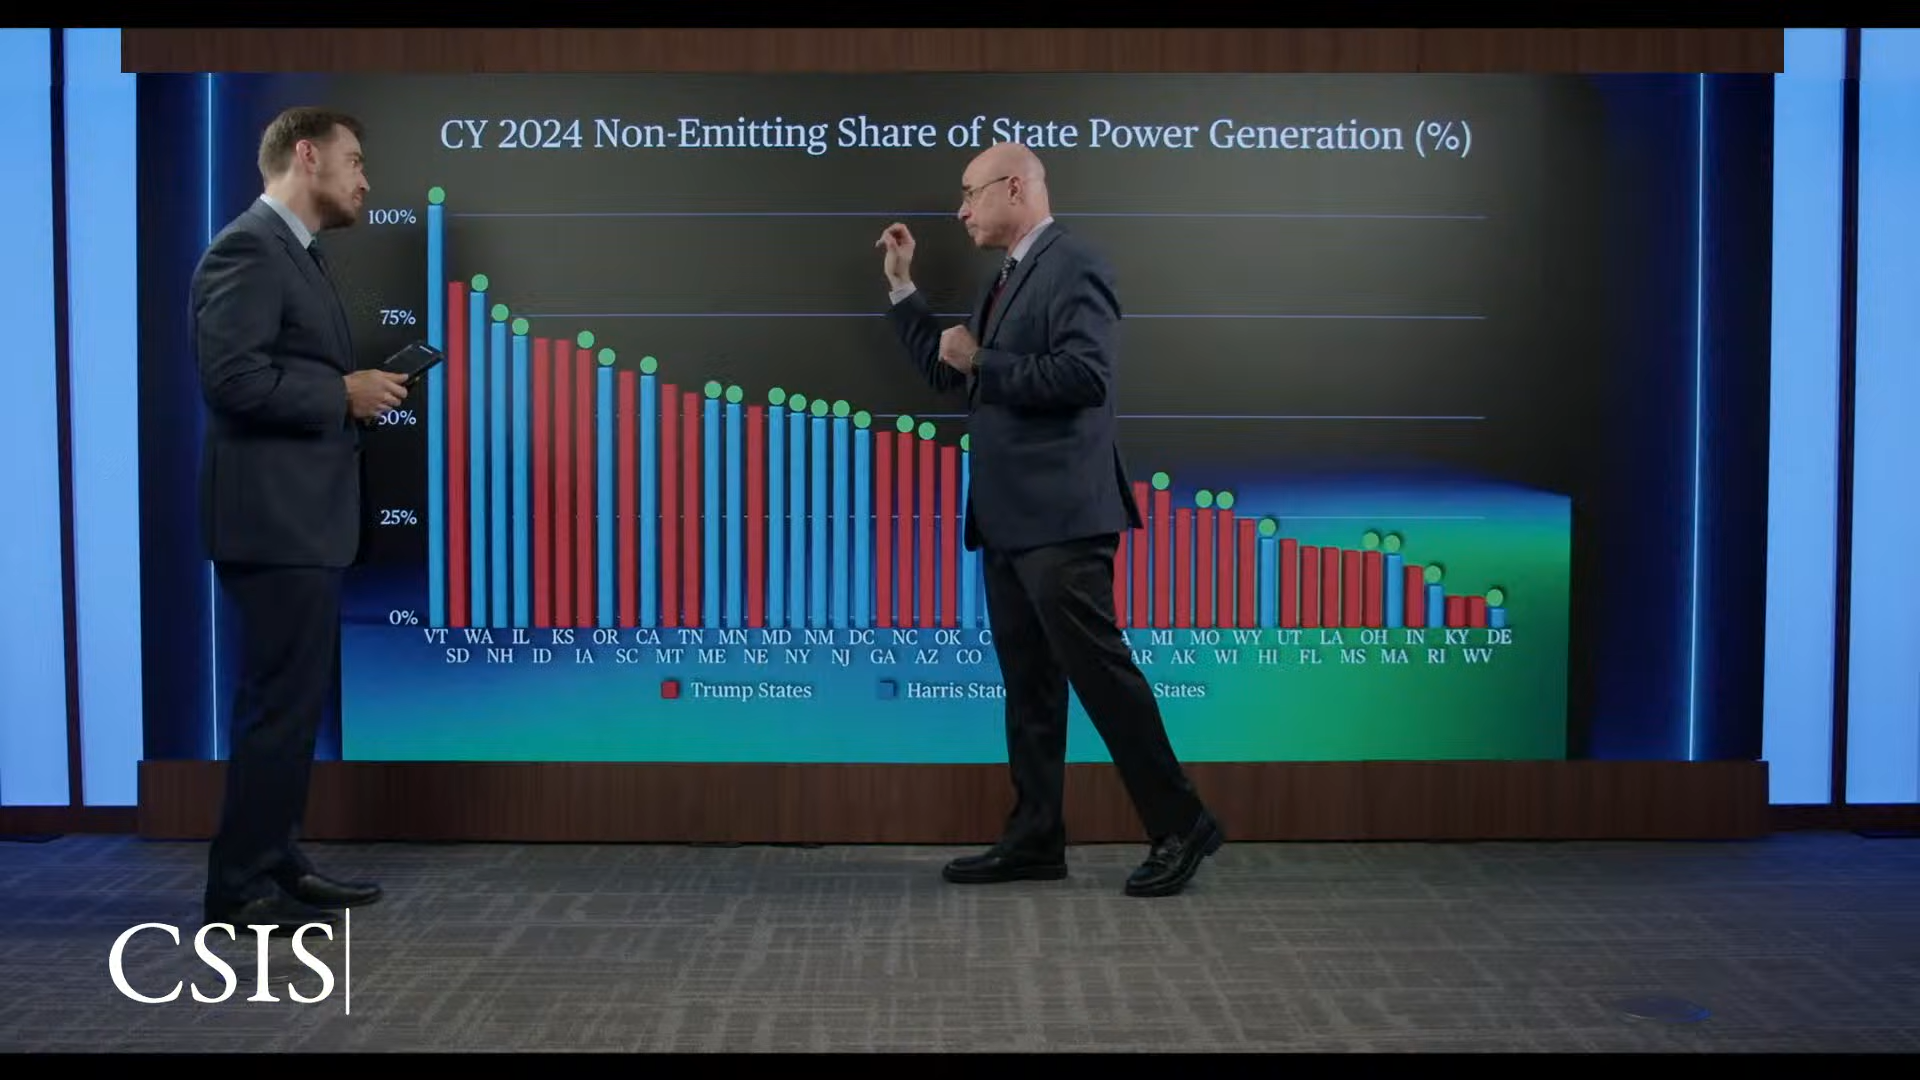 CY 2024 Non-Emitting Share of State Power Generation (%)
100%
75%
50%
25%
0%
VT WA IL KS OR CA TN MN MD NM DC NC OK MI MO WY UT LA OH IN KY DE
SD NH ID IA SC MT ME NE NY NJ GA AZ CO AK WI HI FL MS MA RI WV
Trump States Harris States
CSIS